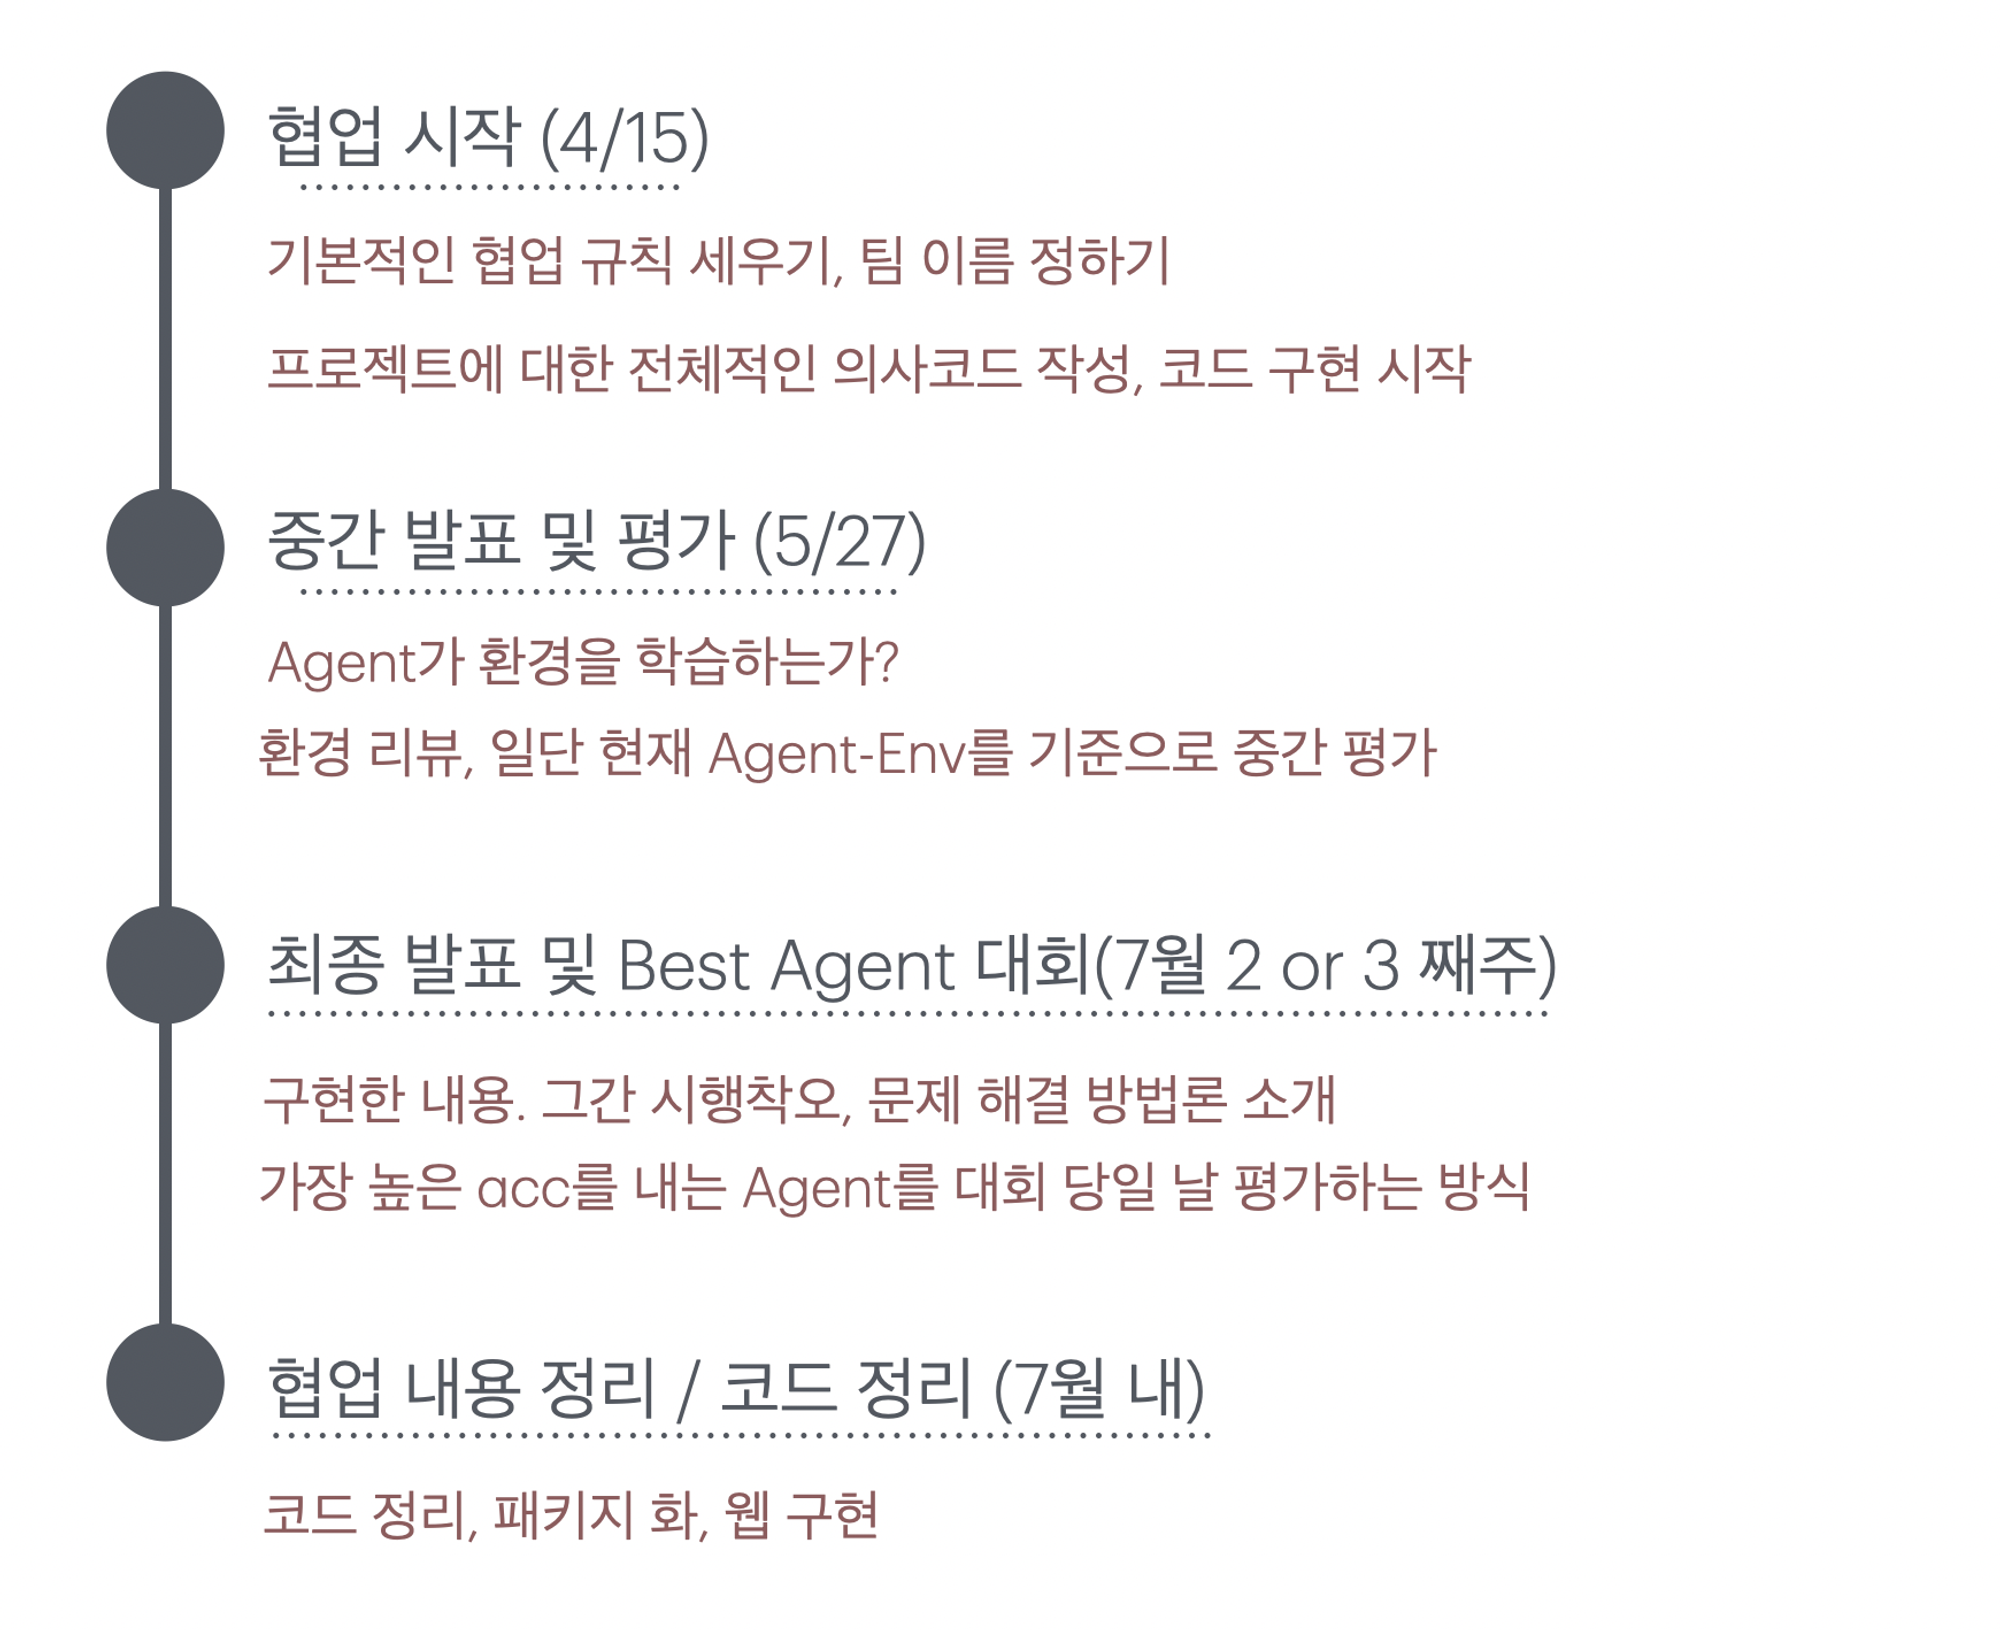 협업 시작 (4/15)
기본적인 협업 규칙 세우기, 팀 이름 정하기
프로젝트에 대한 전체적인 의사코드 작성, 코드 구현 시작
중간 발표 및 평가 (5/27)
Agent가 환경을 학습하는가?
환경 리뷰, 일단 현재 Agent-Env를 기준으로 중간 평가
최종 발표 및 Best Agent 대회(7월 2 or 3 째주)
구현한 내용. 그간 시행착오, 문제 해결 방법론 소개
가장 높은 acc를 내는 Agent를 대회 당일 날 평가하는 방식
협업 내용 정리 / 코드 정리 (7월 내)
코드 정리, 패키지 화, 웹 구현